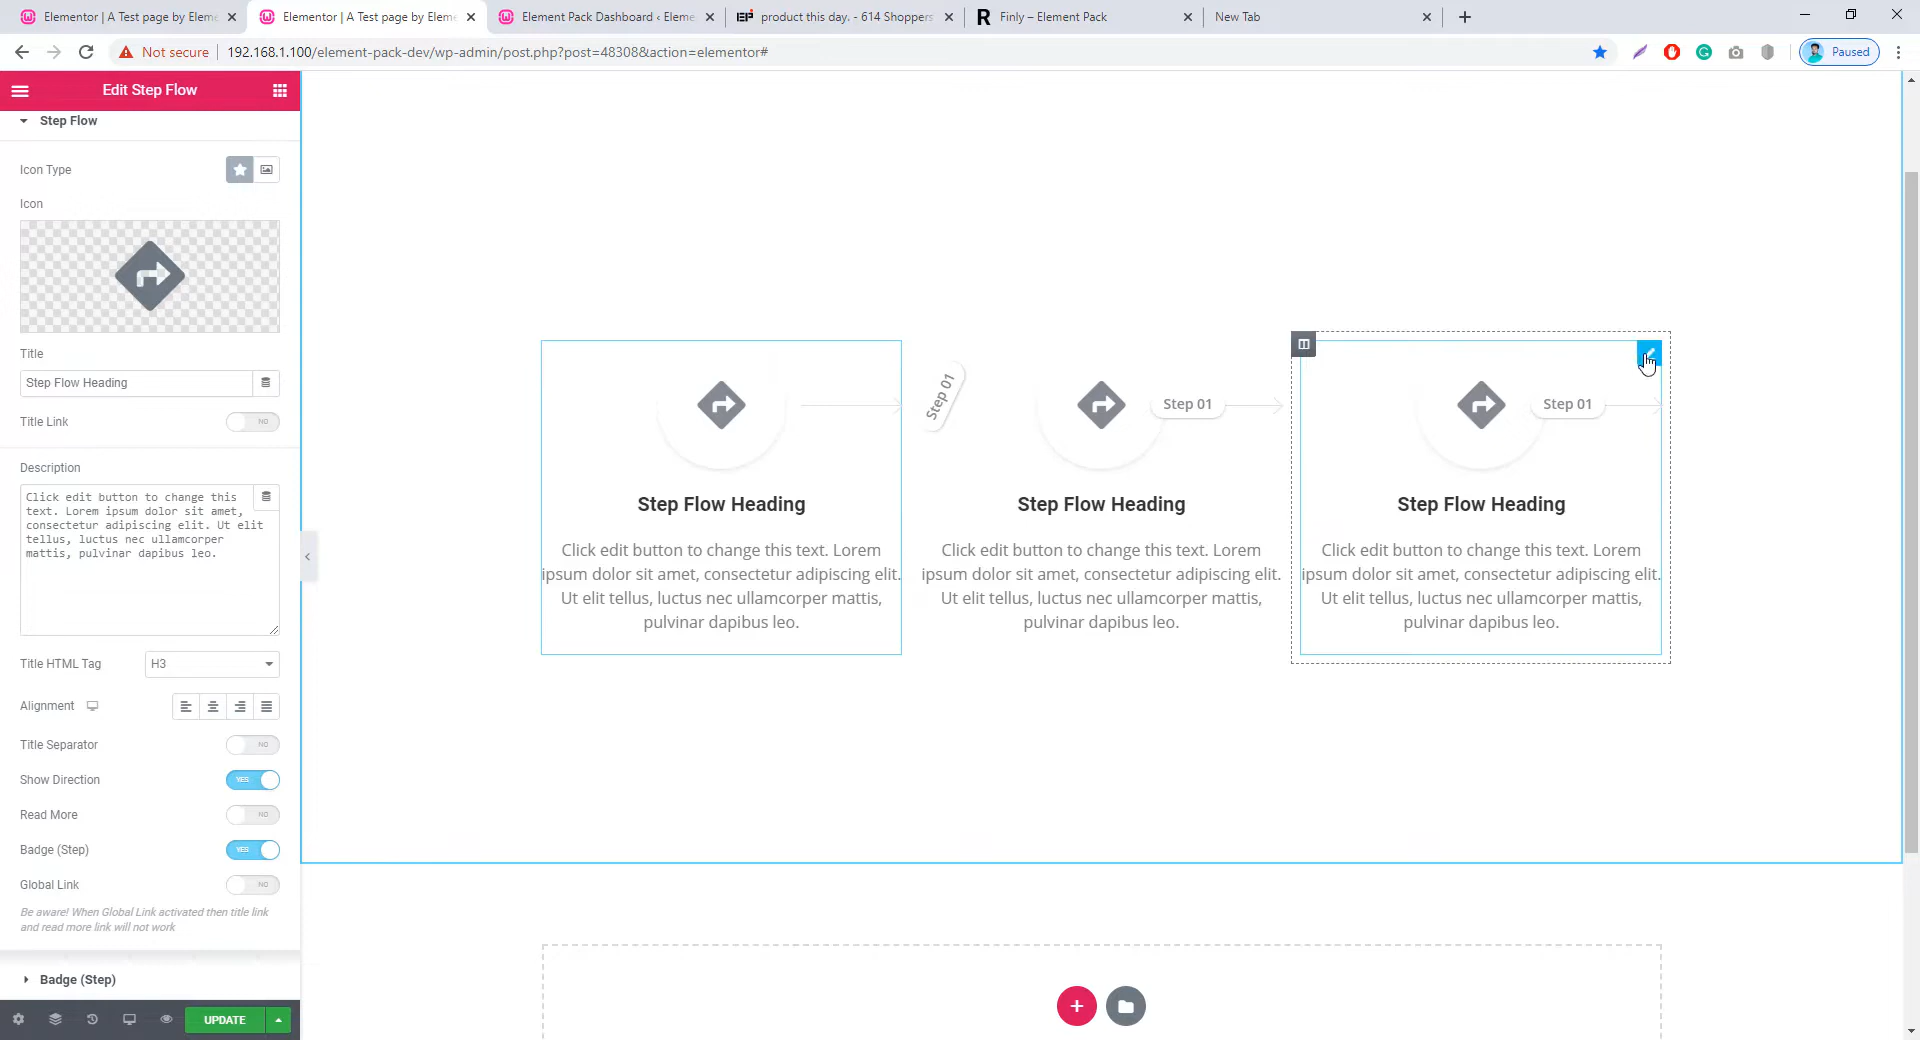 Elementor | A Test page by Eleme
Elementor | A Test page by Eleme
Element Pack Dashboard ‹ Eleme
product this day. - 614 Shoppers
Finly – Element Pack
New Tab
Not secure
192.168.1.100/element-pack-dev/wp-admin/post.php?post=48308&action=elementor#
Paused
Edit Step Flow
Step Flow
Icon Type
Icon
Title
Step Flow Heading
Title Link
NO
Description
Click edit button to change this
text. Lorem ipsum dolor sit amet,
consectetur adipiscing elit. Ut elit
tellus, luctus nec ullamcorper
mattis, pulvinar dapibus leo.
Title HTML Tag
H3
Alignment
Title Separator
NO
Show Direction
YES
Read More
NO
Badge (Step)
YES
Global Link
NO
Be aware! When Global Link activated then title link
and read more link will not work
Badge (Step)
UPDATE
Step Flow Heading
Click edit button to change this text. Lorem
ipsum dolor sit amet, consectetur adipiscing elit.
Ut elit tellus, luctus nec ullamcorper mattis,
pulvinar dapibus leo.
Step 01
Step 01
Step Flow Heading
Click edit button to change this text. Lorem
ipsum dolor sit amet, consectetur adipiscing elit.
Ut elit tellus, luctus nec ullamcorper mattis,
pulvinar dapibus leo.
Step 01
Step Flow Heading
Click edit button to change this text. Lorem
ipsum dolor sit amet, consectetur adipiscing elit.
Ut elit tellus, luctus nec ullamcorper mattis,
pulvinar dapibus leo.